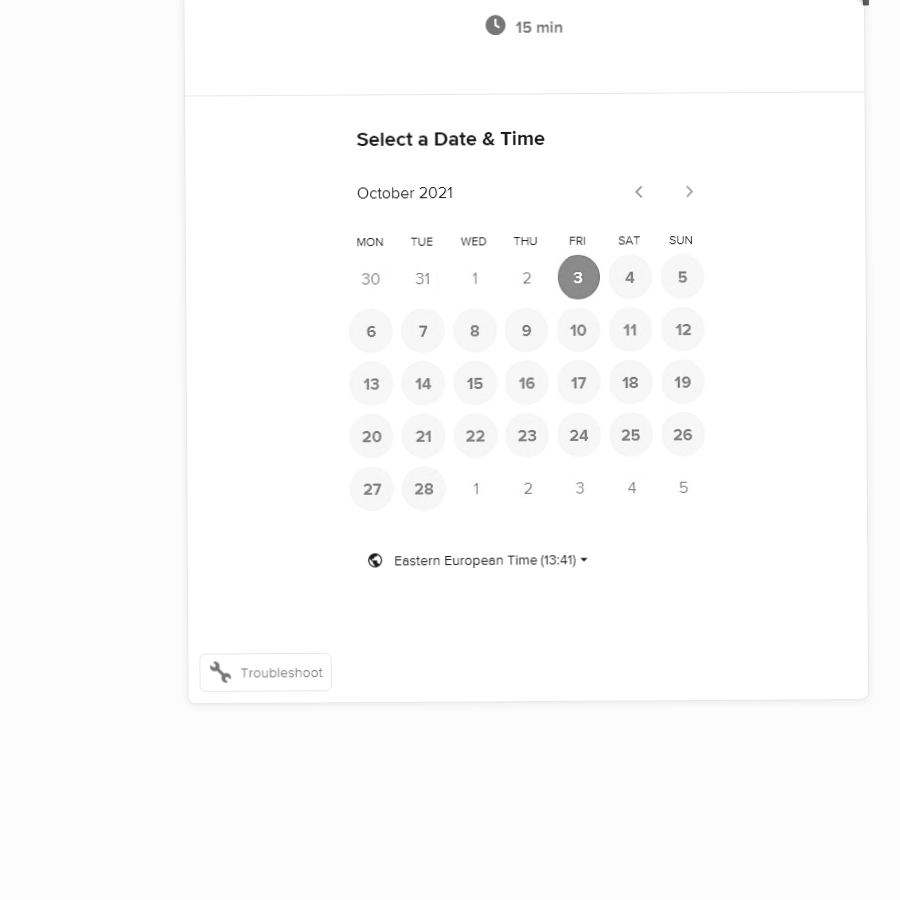 15 min
Select a Date & Time
October 2021
MON TUE WED THU FRI SAT SUN
30 31 1 2 3 4 5
6 7 8 9 10 11 12
13 14 15 16 17 18 19
20 21 22 23 24 25 26
27 28 1 2 3 4 5
Eastern European Time (13:41)
Troubleshoot